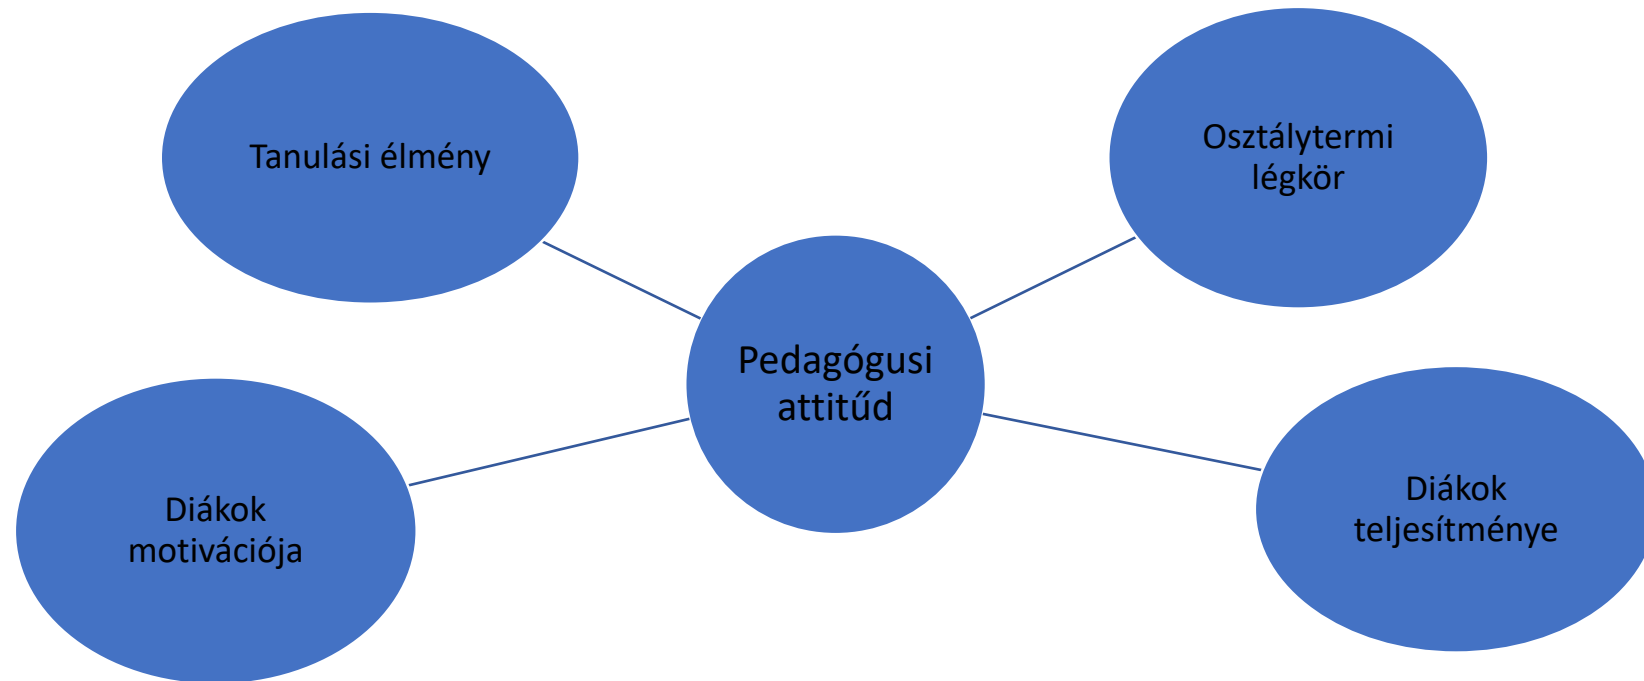 Tanulási élmény
Osztálytermi
légkör
Pedagógusi
attitűd
Diákok
motivációja
Diákok
teljesítménye